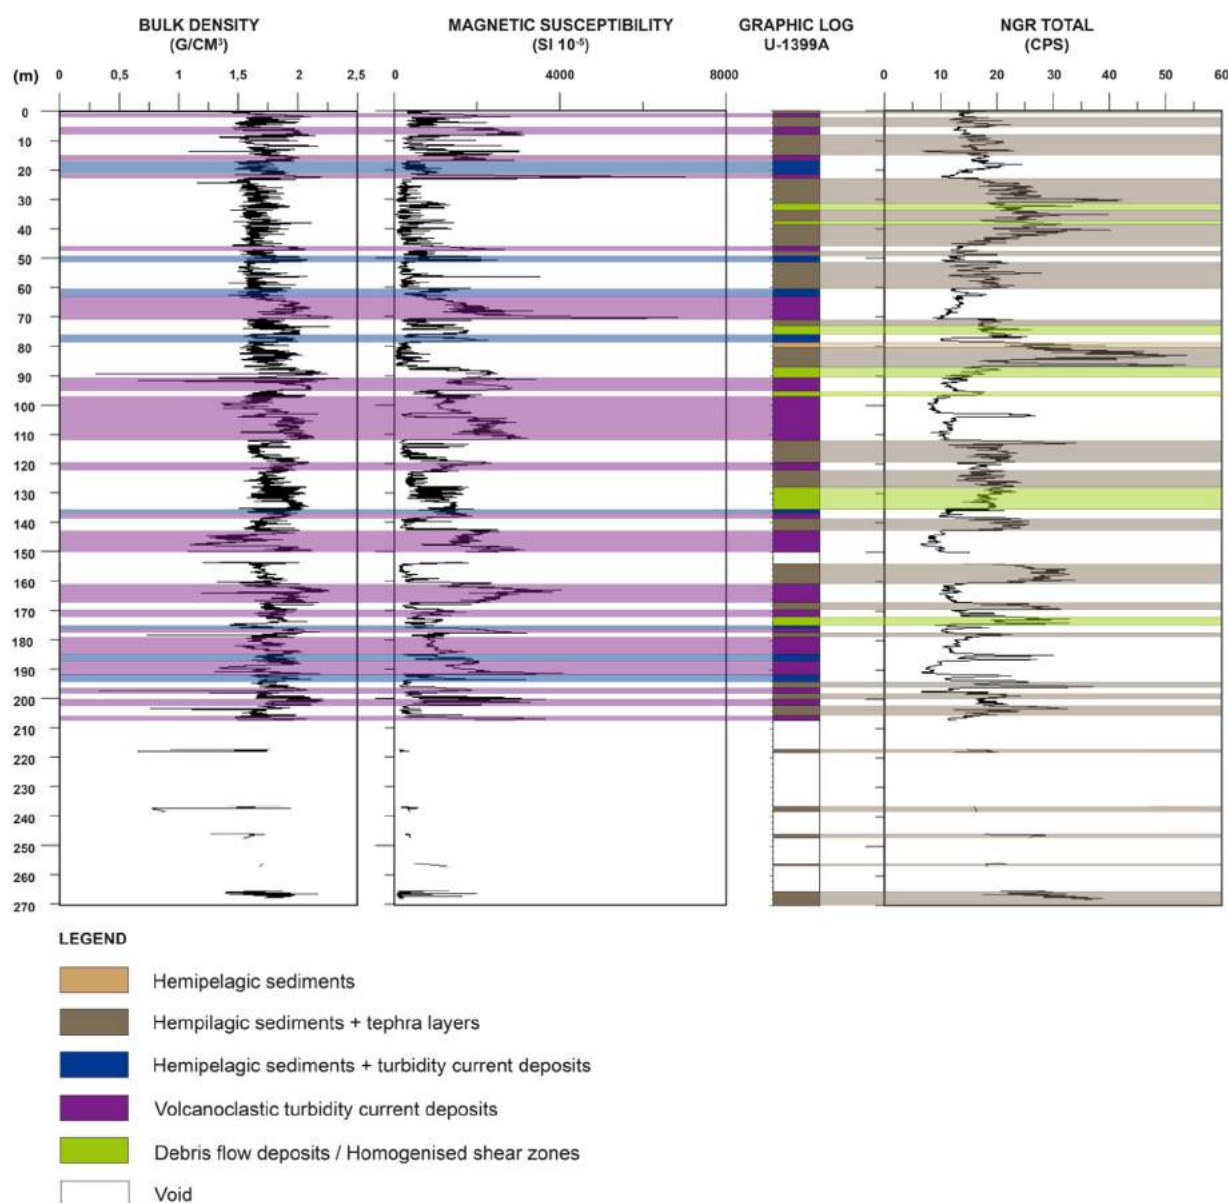 BULK DENSITY
(G/CM³)
MAGNETIC SUSCEPTIBILITY
(SI 10⁻⁵)
GRAPHIC LOG
U-1399A
NGR TOTAL
(CPS)
(m) 0 0,5 1 1,5 2 2,5 0 4000 8000 0 10 20 30 40 50 60
0
10
20
30
40
50
60
70
80
90
100
110
120
130
140
150
160
170
180
190
200
210
220
230
240
250
260
270
LEGEND
Hemipelagic sediments
Hempilagic sediments + tephra layers
Hemipelagic sediments + turbidity current deposits
Volcanoclastic turbidity current deposits
Debris flow deposits / Homogenised shear zones
Void